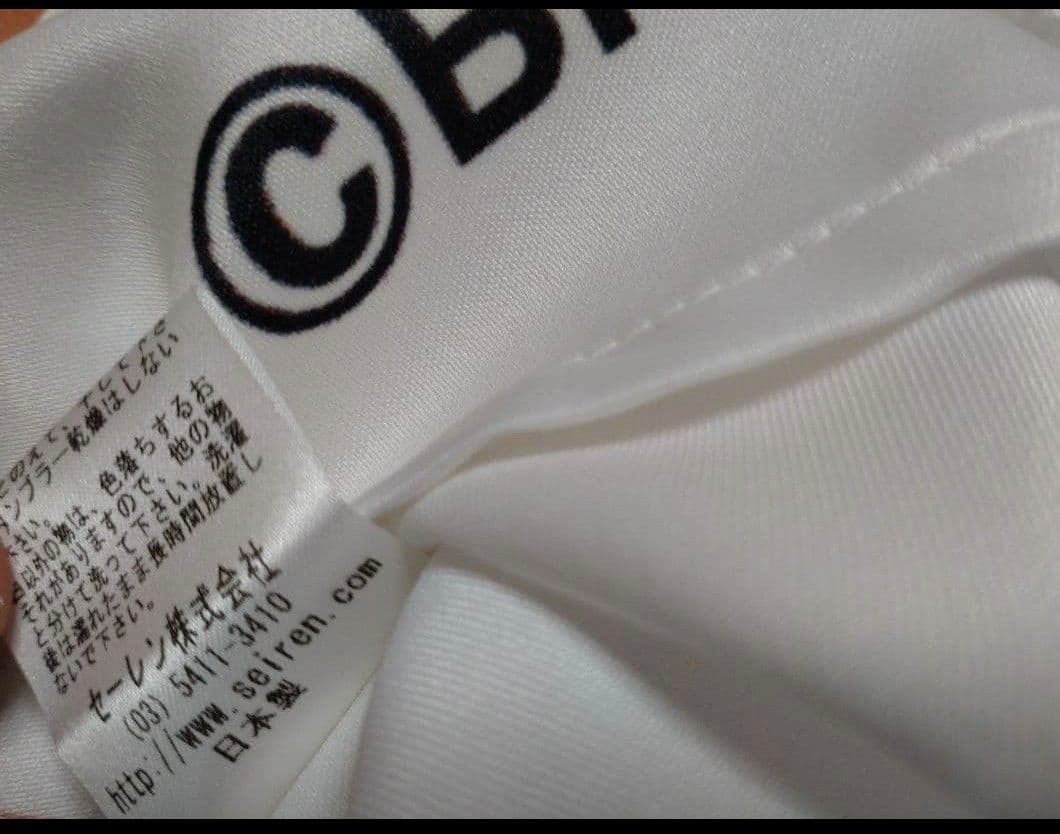 ©
のえで、
タンブラー乾燥はしない
さい。
以外の物は、色落ちするお
それがありますので、他の物
と分けて洗って下さい。洗濯
後は濡れたまま長時間放置し
ないで下さい。
セーレン株式会社
(03) 5411-3410
http://www.seiren.com
日本製